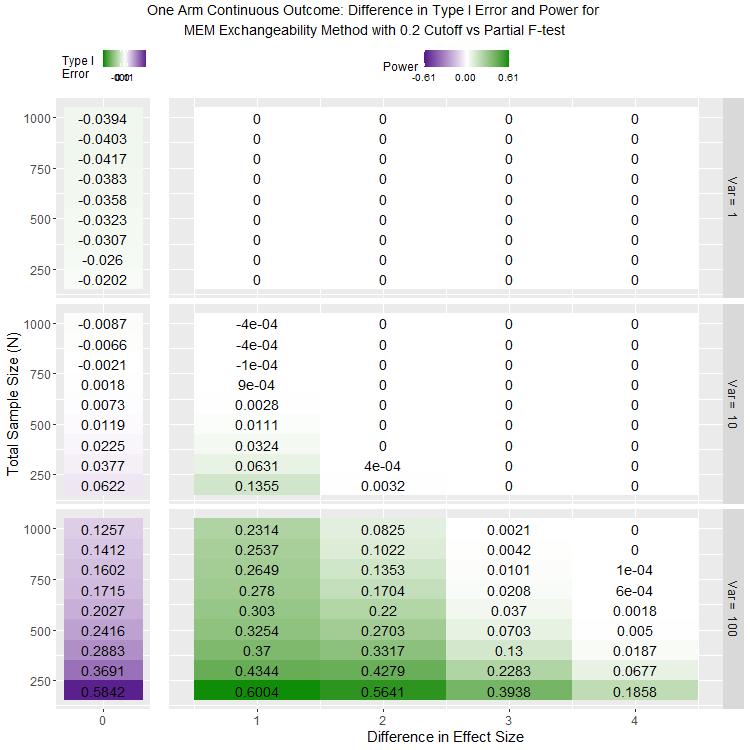 One Arm Continuous Outcome: Difference in Type I Error and Power for
MEM Exchangeability Method with 0.2 Cutoff vs Partial F-test
Type I
Error
Power
-0.61 0.00 0.61
Total Sample Size (N)
1000 -0.0394 0 0 0 0
-0.0403 0 0 0 0
750 -0.0417 0 0 0 0
-0.0383 0 0 0 0
-0.0358 0 0 0 0
500 -0.0323 0 0 0 0
-0.0307 0 0 0 0
250 -0.026 0 0 0 0
-0.0202 0 0 0 0
Var = 1
1000 -0.0087 -4e-04 0 0 0
-0.0066 -4e-04 0 0 0
750 -0.0021 -1e-04 0 0 0
0.0018 9e-04 0 0 0
0.0073 0.0028 0 0 0
500 0.0119 0.0111 0 0 0
0.0225 0.0324 0 0 0
250 0.0377 0.0631 4e-04 0 0
0.0622 0.1355 0.0032 0 0
Var = 10
1000 0.1257 0.2314 0.0825 0.0021 0
0.1412 0.2537 0.1022 0.0042 0
750 0.1602 0.2649 0.1353 0.0101 1e-04
0.1715 0.278 0.1704 0.0208 6e-04
0.2027 0.303 0.22 0.037 0.0018
500 0.2416 0.3254 0.2703 0.0703 0.005
0.2883 0.37 0.3317 0.13 0.0187
250 0.3691 0.4344 0.4279 0.2283 0.0677
0.5842 0.6004 0.5641 0.3938 0.1858
Var = 100
0 1 2 3 4
Difference in Effect Size